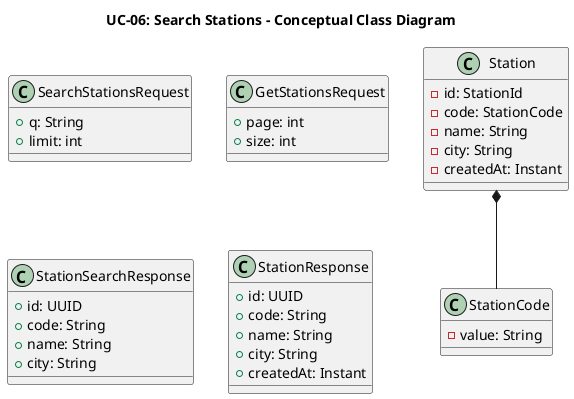 UC-06: Search Stations - Conceptual Class Diagram
C SearchStationsRequest
q: String
limit: int
C GetStationsRequest
page: int
size: int
C Station
id: StationId
code: StationCode
name: String
city: String
createdAt: Instant
C StationSearchResponse
id: UUID
code: String
name: String
city: String
C StationResponse
id: UUID
code: String
name: String
city: String
createdAt: Instant
C StationCode
value: String